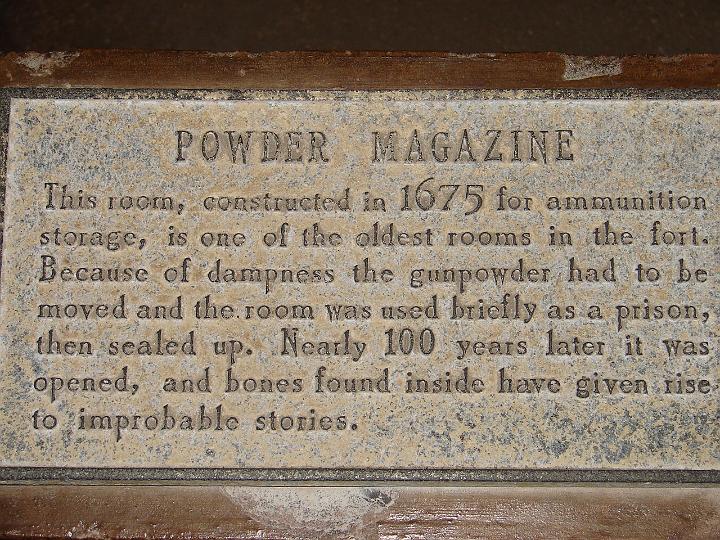 POWDER MAGAZINE
This room, constructed in 1675 for ammunition
storage, is one of the oldest rooms in the fort.
Because of dampness the gunpowder had to be
moved and the room was used briefly as a prison,
then sealed up. Nearly 100 years later it was
opened, and bones found inside have given rise
to improbable stories.